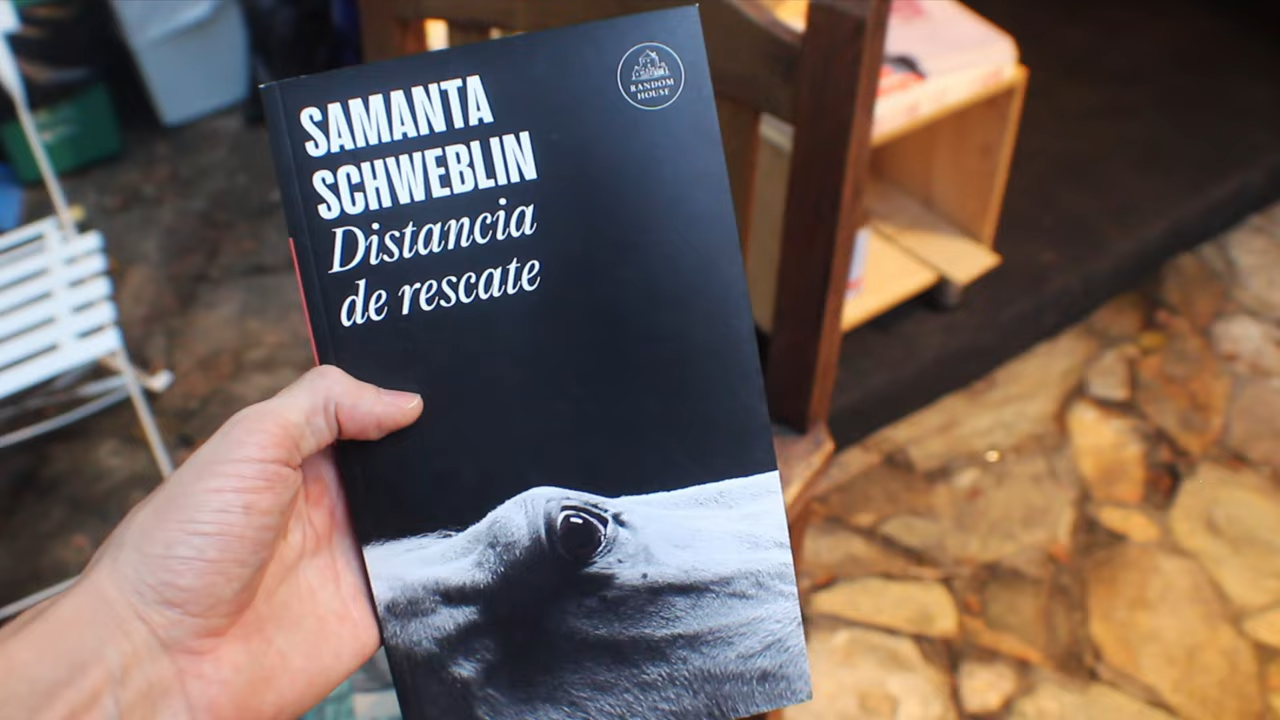 SAMANTA
SCHWEBLIN
Distancia
de rescate
RANDOM
HOUSE